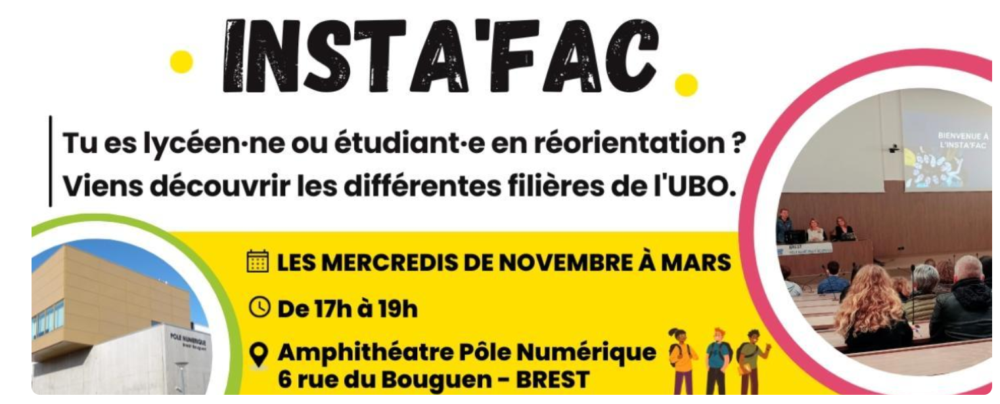 INSTA'FAC
Tu es lycéen·ne ou étudiant·e en réorientation ?
Viens découvrir les différentes filières de l'UBO.
BIENVENUE À
L'INSTA'FAC
LES MERCREDIS DE NOVEMBRE À MARS
De 17h à 19h
Amphithéatre Pôle Numérique
6 rue du Bouguen - BREST
PÔLE NUMÉRIQUE
Brest Bouguen
BREST